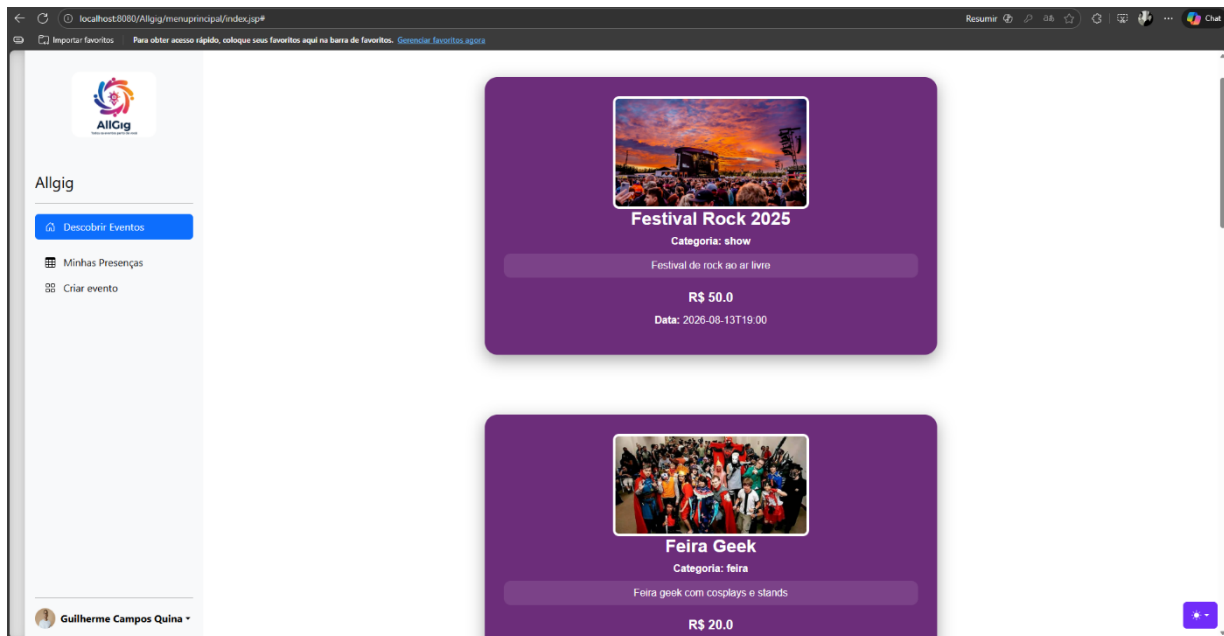 localhost:8080/Allgig/menuprincipal/index.jsp#
Resumir
Chat
Importar favoritos
Para obter acesso rápido, coloque seus favoritos aqui na barra de favoritos. Gerenciar favoritos agora
AllGig
Allgig
Descobrir Eventos
Minhas Presenças
Criar evento
Guilherme Campos Quina
Festival Rock 2025
Categoria: show
Festival de rock ao ar livre
R$ 50.0
Data: 2026-08-13T19:00
Feira Geek
Categoria: feira
Feira geek com cosplays e stands
R$ 20.0